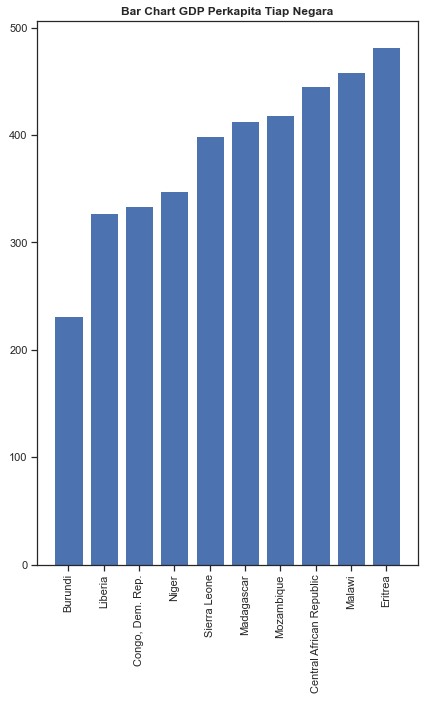 Bar Chart GDP Perkapita Tiap Negara
500
400
300
200
100
0
Burundi
Liberia
Congo, Dem. Rep.
Niger
Sierra Leone
Madagascar
Mozambique
Central African Republic
Malawi
Eritrea